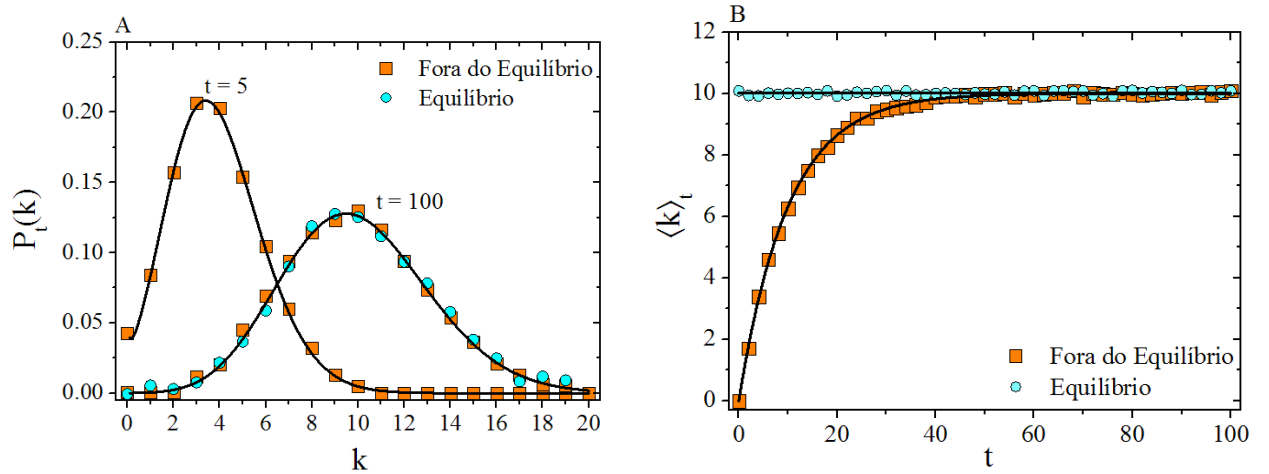 A
t = 5
Fora do Equilíbrio
Equilíbrio
t = 100
P_t(k)
0.25
0.20
0.15
0.10
0.05
0.00
0 2 4 6 8 10 12 14 16 18 20
k
B
⟨k⟩_t
12
10
8
6
4
2
0
Fora do Equilíbrio
Equilíbrio
0 20 40 60 80 100
t